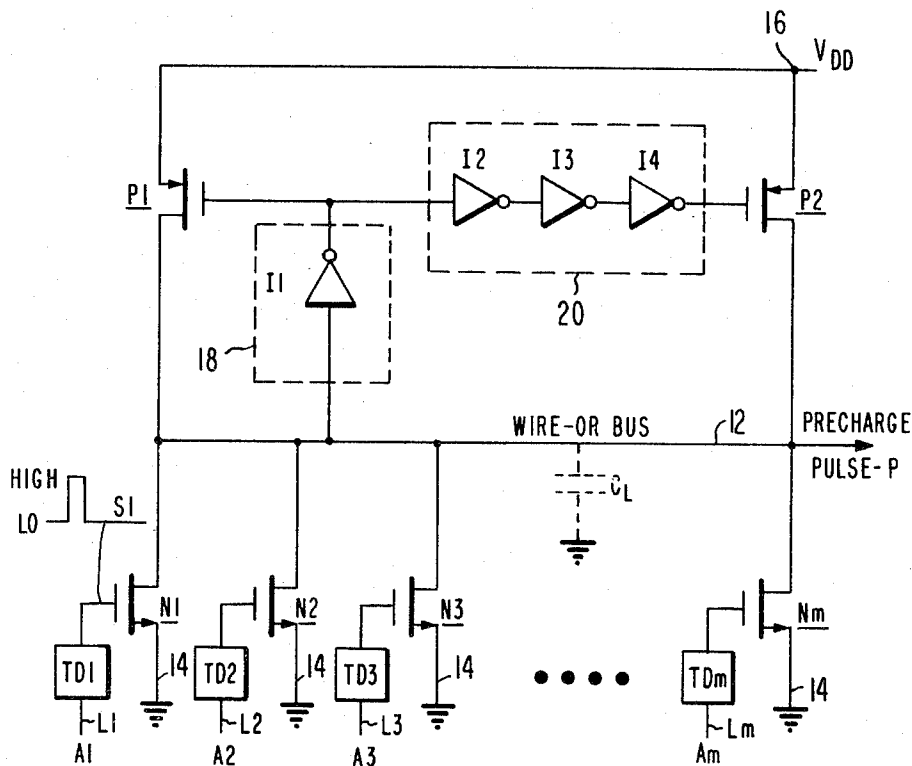 16
V DD
I2 I3 I4
P1
P2
I1
20
18
WIRE-OR BUS
12
PRECHARGE
PULSE-P
HIGH
LO
S1
CL
N1
N2
N3
Nm
TD1
TD2
TD3
TDm
14
14
14
14
L1
L2
L3
Lm
A1
A2
A3
Am